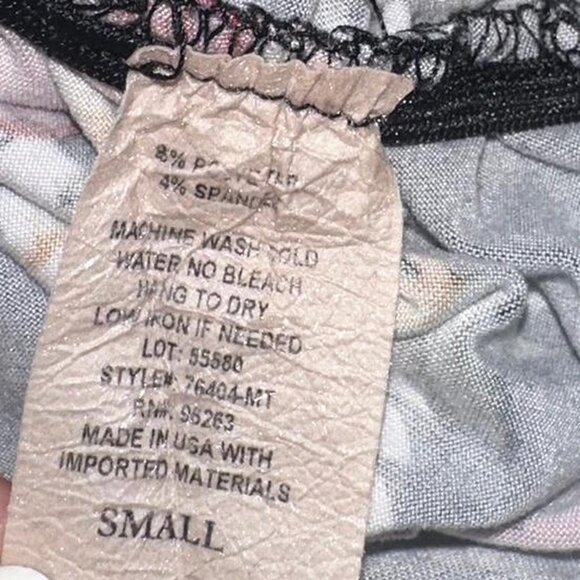 4% SPANDEX
MACHINE WASH COLD
WATER NO BLEACH
HANG TO DRY
LOW IRON IF NEEDED
LOT: 55580
STYLE#: 76404-MT
RN#: 96263
MADE IN USA WITH
IMPORTED MATERIALS
SMALL